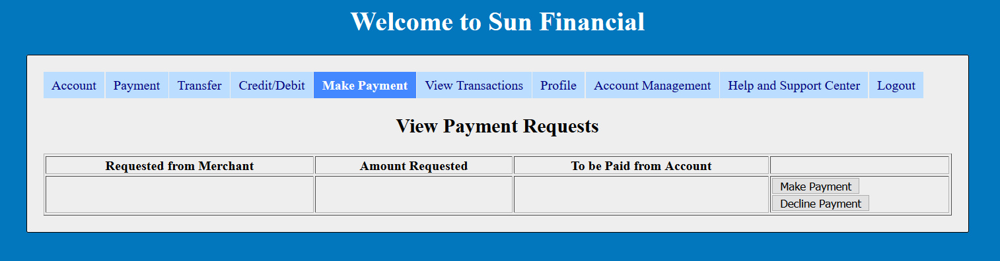 Welcome to Sun Financial
Account Payment Transfer Credit/Debit Make Payment View Transactions Profile Account Management Help and Support Center Logout
View Payment Requests
Requested from Merchant Amount Requested To be Paid from Account
Make Payment
Decline Payment